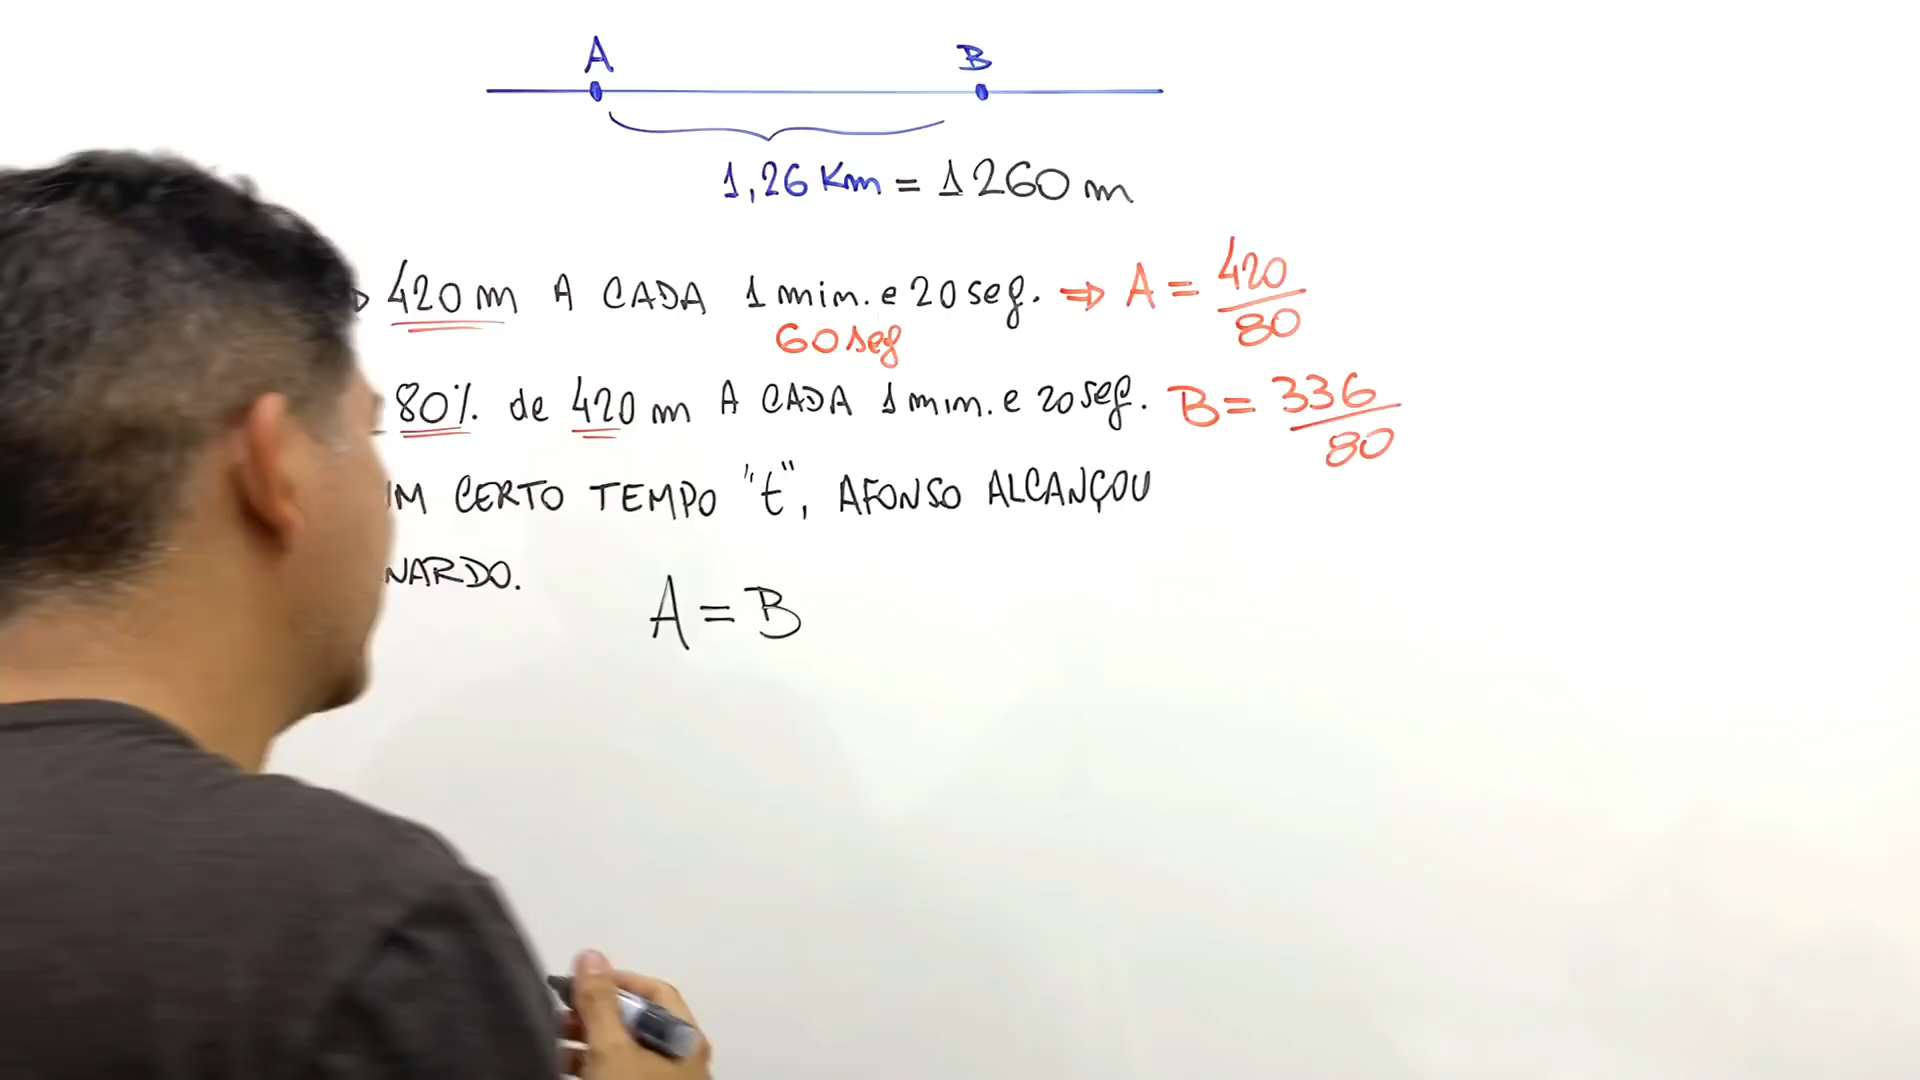 A B
1,26 Km = 1260 m
420 m A CADA 1 min. e 20 seg. ⇒ A = 420/80
60 seg
80% de 420 m A CADA 1 min. e 20 seg. B = 336/80
CERTO TEMPO "t", AFONSO ALCANÇOU
NARDO.
A = B